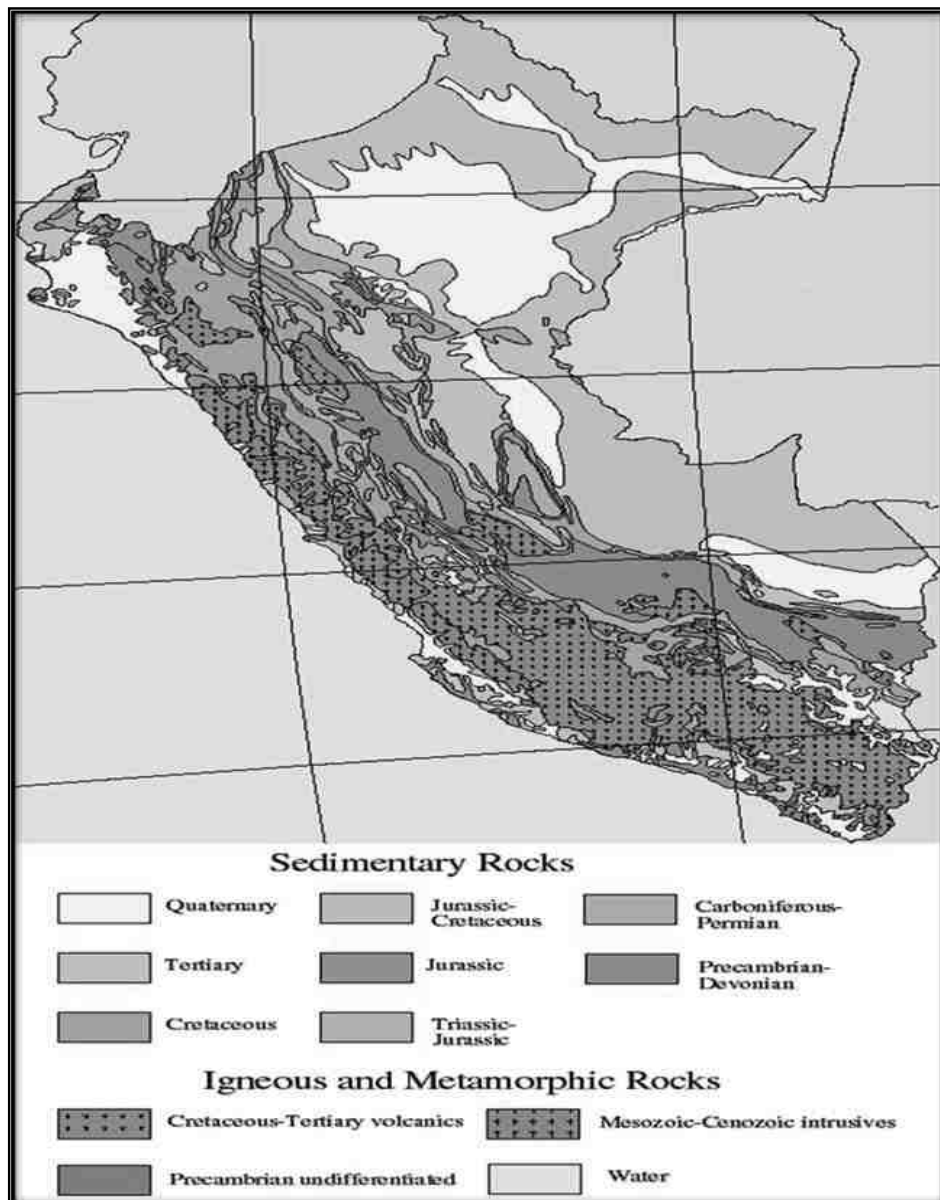 Sedimentary Rocks
Quaternary
Jurassic-
Cretaceous
Carboniferous-
Permian
Tertiary
Jurassic
Precambrian-
Devonian
Cretaceous
Triassic-
Jurassic
Igneous and Metamorphic Rocks
Cretaceous-Tertiary volcanics
Mesozoic-Cenozoic intrusives
Precambrian undifferentiated
Water